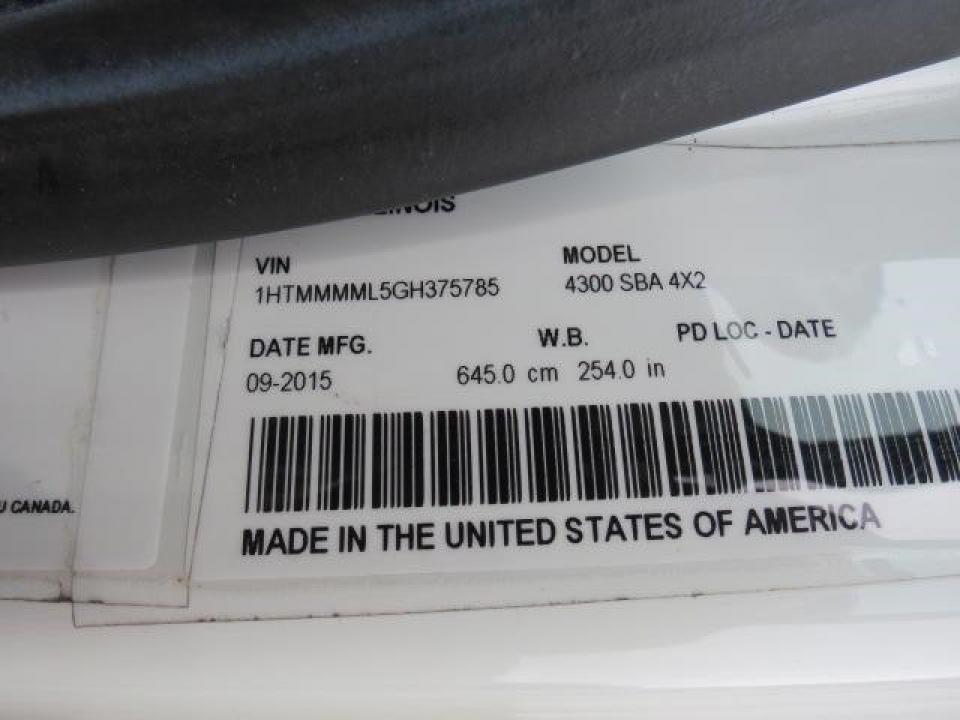 VIN MODEL
1HTMMMML5GH375785 4300 SBA 4X2
DATE MFG. W.B. PD LOC - DATE
09-2015 645.0 cm 254.0 in
CANADA.
MADE IN THE UNITED STATES OF AMERICA